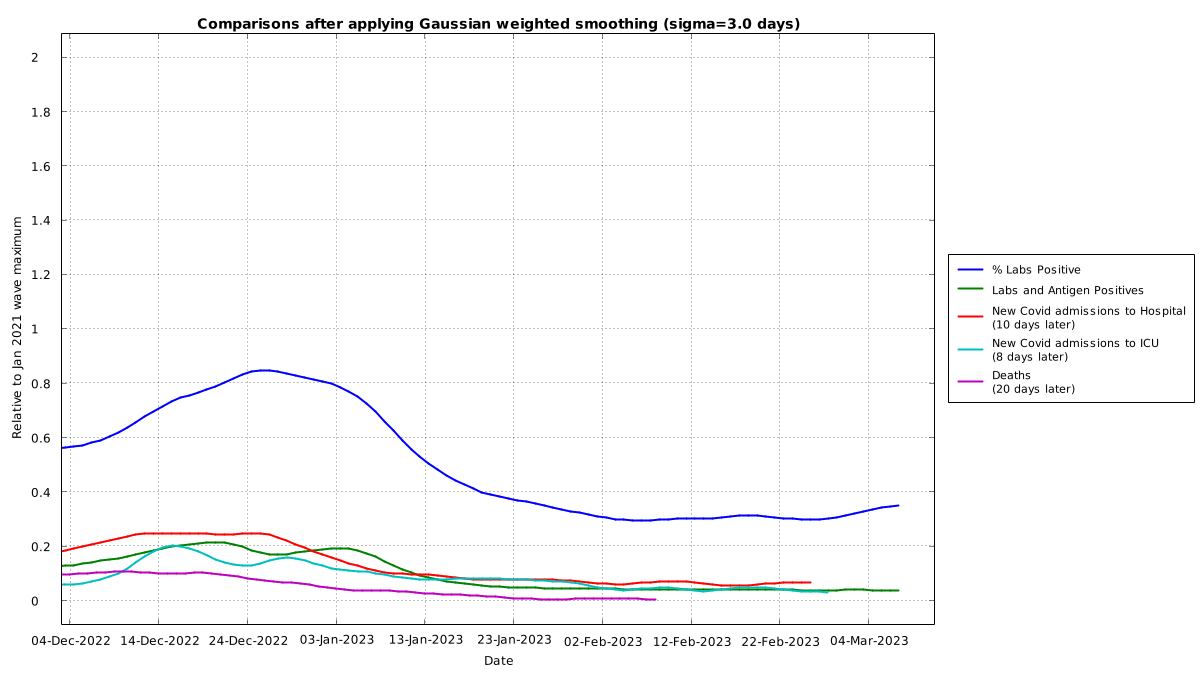 Comparisons after applying Gaussian weighted smoothing (sigma=3.0 days)
2
1.8
1.6
1.4
1.2
1
0.8
0.6
0.4
0.2
0
Relative to Jan 2021 wave maximum
04-Dec-2022 14-Dec-2022 24-Dec-2022 03-Jan-2023 13-Jan-2023 23-Jan-2023 02-Feb-2023 12-Feb-2023 22-Feb-2023 04-Mar-2023
Date
% Labs Positive
Labs and Antigen Positives
New Covid admissions to Hospital
(10 days later)
New Covid admissions to ICU
(8 days later)
Deaths
(20 days later)